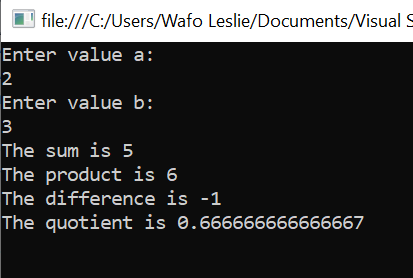 file:///C:/Users/Wafo Leslie/Documents/Visual S
Enter value a:
2
Enter value b:
3
The sum is 5
The product is 6
The difference is -1
The quotient is 0.666666666666667